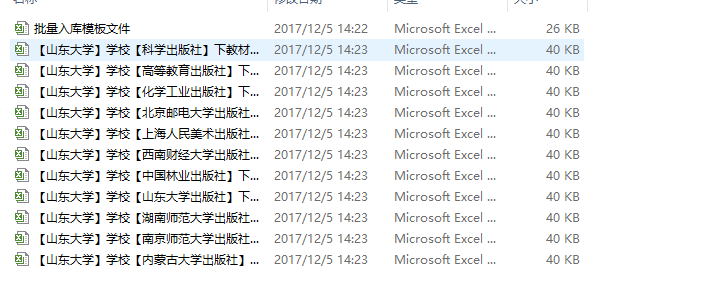 批量入库模板文件 2017/12/5 14:22 Microsoft Excel ... 26 KB
【山东大学】学校【科学出版社】下教材... 2017/12/5 14:23 Microsoft Excel ... 40 KB
【山东大学】学校【高等教育出版社】下... 2017/12/5 14:23 Microsoft Excel ... 40 KB
【山东大学】学校【化学工业出版社】下... 2017/12/5 14:23 Microsoft Excel ... 40 KB
【山东大学】学校【北京邮电大学出版社... 2017/12/5 14:23 Microsoft Excel ... 40 KB
【山东大学】学校【上海人民美术出版社... 2017/12/5 14:23 Microsoft Excel ... 40 KB
【山东大学】学校【西南财经大学出版社... 2017/12/5 14:23 Microsoft Excel ... 40 KB
【山东大学】学校【中国林业出版社】下... 2017/12/5 14:23 Microsoft Excel ... 40 KB
【山东大学】学校【山东大学出版社】下... 2017/12/5 14:23 Microsoft Excel ... 40 KB
【山东大学】学校【湖南师范大学出版社... 2017/12/5 14:23 Microsoft Excel ... 40 KB
【山东大学】学校【南京师范大学出版社... 2017/12/5 14:23 Microsoft Excel ... 40 KB
【山东大学】学校【内蒙古大学出版社】... 2017/12/5 14:23 Microsoft Excel ... 40 KB